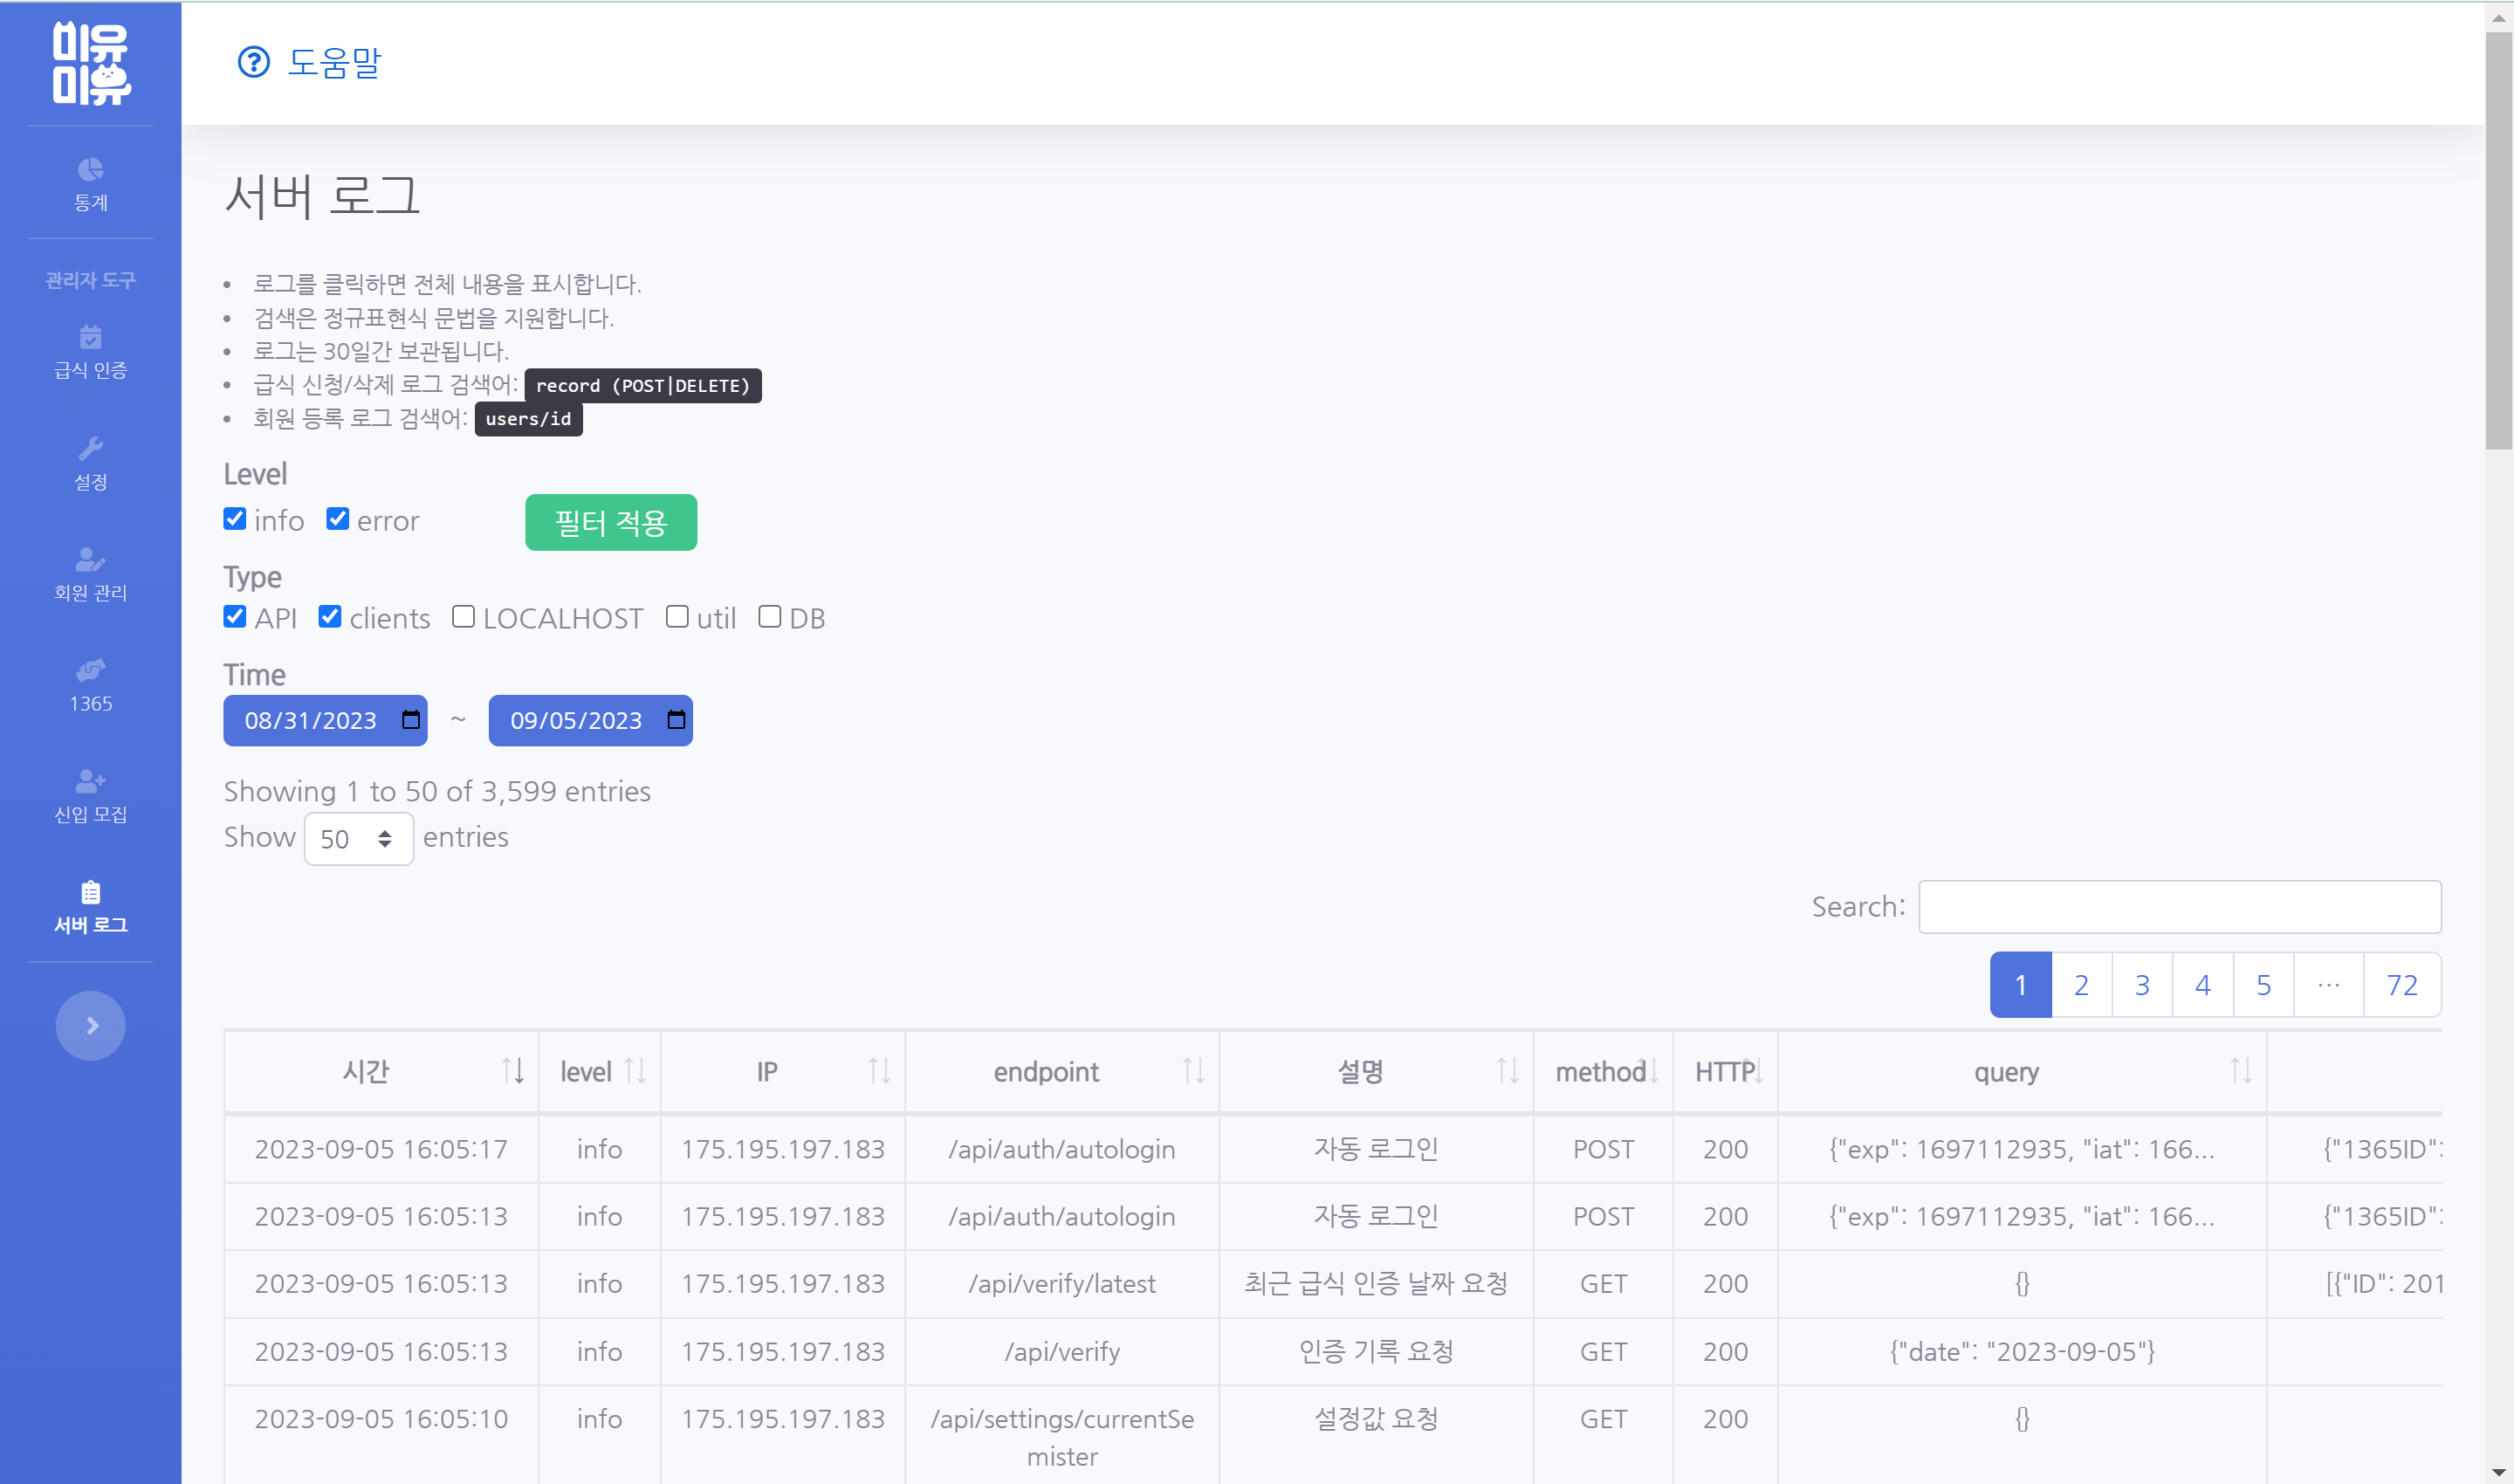 미유
미유
통계
관리자 도구
급식 인증
설정
회원 관리
1365
신입 모집
서버 로그
도움말
서버 로그
• 로그를 클릭하면 전체 내용을 표시합니다.
• 검색은 정규표현식 문법을 지원합니다.
• 로그는 30일간 보관됩니다.
• 급식 신청/삭제 로그 검색어: record (POST|DELETE)
• 회원 등록 로그 검색어: users/id
Level
info error 필터 적용
Type
API clients LOCALHOST util DB
Time
08/31/2023 ~ 09/05/2023
Showing 1 to 50 of 3,599 entries
Show 50 entries
Search:
1 2 3 4 5 … 72
시간 level IP endpoint 설명 method HTTP query
2023-09-05 16:05:17 info 175.195.197.183 /api/auth/autologin 자동 로그인 POST 200 {"exp": 1697112935, "iat": 166... {"1365ID":
2023-09-05 16:05:13 info 175.195.197.183 /api/auth/autologin 자동 로그인 POST 200 {"exp": 1697112935, "iat": 166... {"1365ID":
2023-09-05 16:05:13 info 175.195.197.183 /api/verify/latest 최근 급식 인증 날짜 요청 GET 200 {} [{"ID": 201
2023-09-05 16:05:13 info 175.195.197.183 /api/verify 인증 기록 요청 GET 200 {"date": "2023-09-05"}
2023-09-05 16:05:10 info 175.195.197.183 /api/settings/currentSe 설정값 요청 GET 200 {}
mister